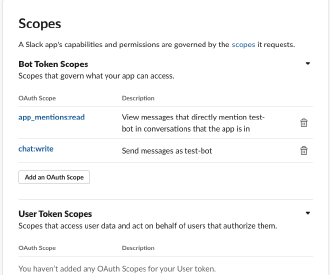 Scopes
A Slack app's capabilities and permissions are governed by the scopes it requests.
Bot Token Scopes
Scopes that govern what your app can access.
OAuth Scope Description
app_mentions:read View messages that directly mention test-
bot in conversations that the app is in
chat:write Send messages as test-bot
Add an OAuth Scope
User Token Scopes
Scopes that access user data and act on behalf of users that authorize them.
OAuth Scope Description
You haven't added any OAuth Scopes for your User token.